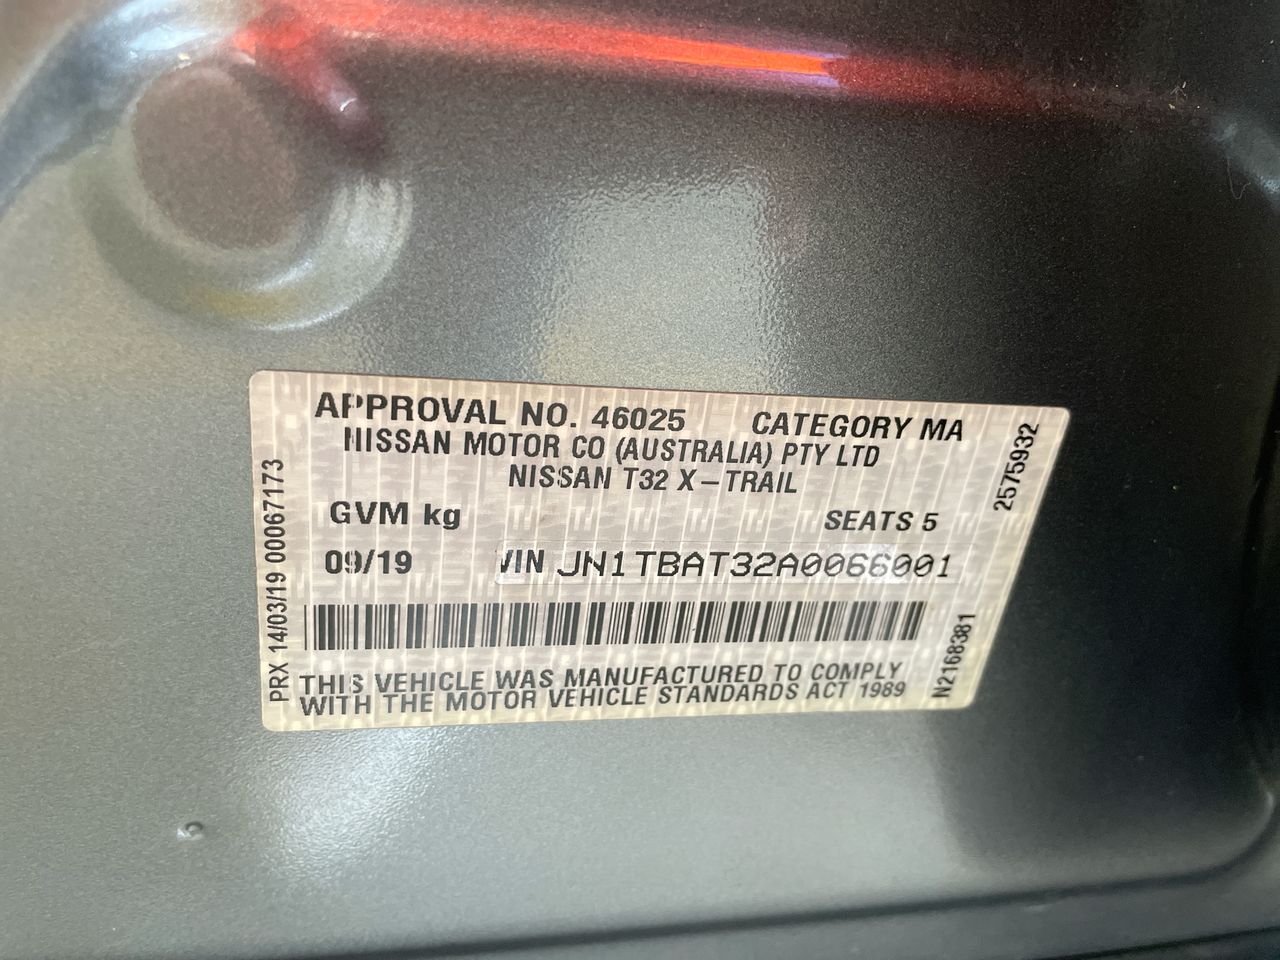 APPROVAL NO. 46025 CATEGORY MA
NISSAN MOTOR CO (AUSTRALIA) PTY LTD
NISSAN T32 X-TRAIL
GVM kg SEATS 5
09/19 VIN JN1TBAT32A0066001
THIS VEHICLE WAS MANUFACTURED TO COMPLY
WITH THE MOTOR VEHICLE STANDARDS ACT 1989
PRX 14/03/19 00067173
2575932
N2168381